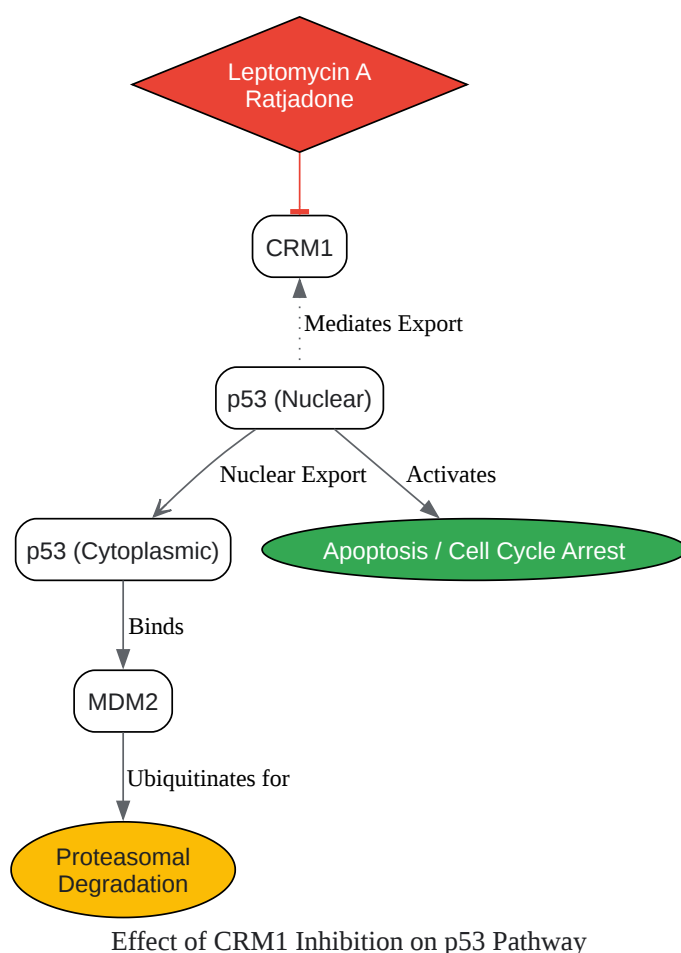 Leptomycin A
Ratjadone
CRM1
Mediates Export
p53 (Nuclear)
Nuclear Export
Activates
p53 (Cytoplasmic)
Apoptosis / Cell Cycle Arrest
Binds
MDM2
Ubiquitinates for
Proteasomal
Degradation
Effect of CRM1 Inhibition on p53 Pathway